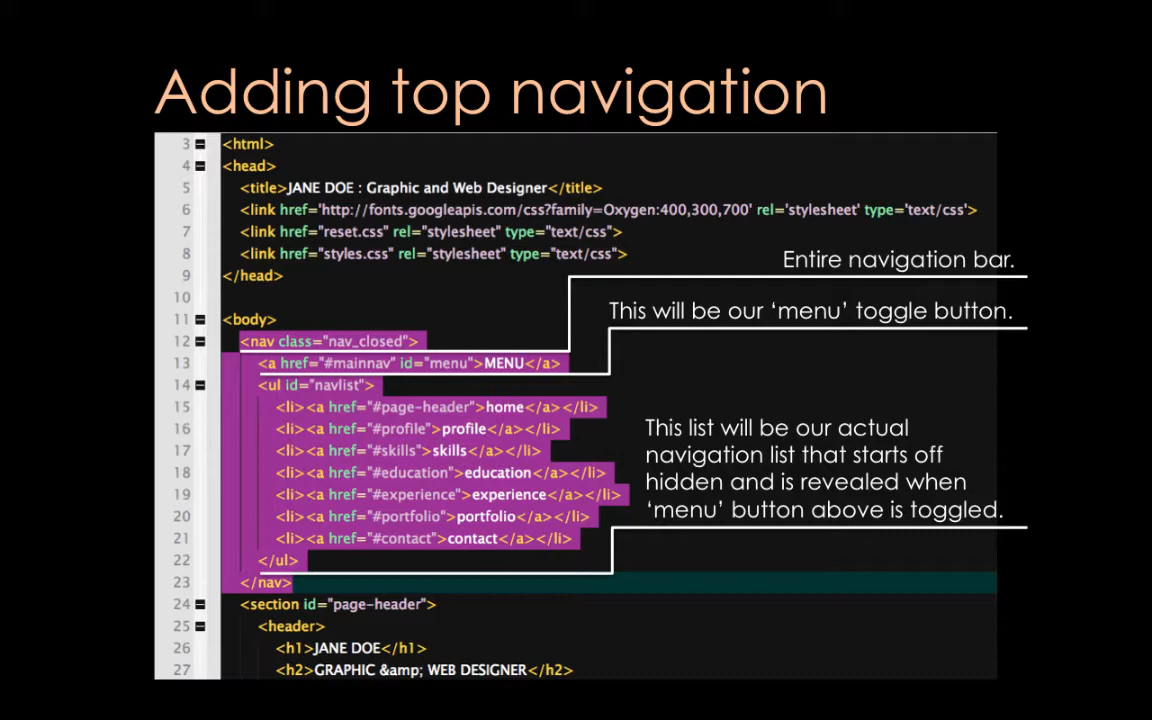 Adding top navigation
3 <html>
4 <head>
5 <title>JANE DOE : Graphic and Web Designer</title>
6 <link href='http://fonts.googleapis.com/css?family=Oxygen:400,300,700' rel='stylesheet' type='text/css'>
7 <link href="reset.css" rel="stylesheet" type="text/css">
8 <link href="styles.css" rel="stylesheet" type="text/css">
9 </head>
Entire navigation bar.
10
This will be our ‘menu’ toggle button.
11 <body>
12 <nav class="nav_closed">
13 <a href="#mainnav" id="menu">MENU</a>
14 <ul id="navlist">
15 <li><a href="#page-header">home</a></li>
16 <li><a href="#profile">profile</a></li>
17 <li><a href="#skills">skills</a></li>
18 <li><a href="#education">education</a></li>
19 <li><a href="#experience">experience</a></li>
20 <li><a href="#portfolio">portfolio</a></li>
21 <li><a href="#contact">contact</a></li>
This list will be our actual
navigation list that starts off
hidden and is revealed when
‘menu’ button above is toggled.
22 </ul>
23 </nav>
24 <section id="page-header">
25 <header>
26 <h1>JANE DOE</h1>
27 <h2>GRAPHIC &amp; WEB DESIGNER</h2>